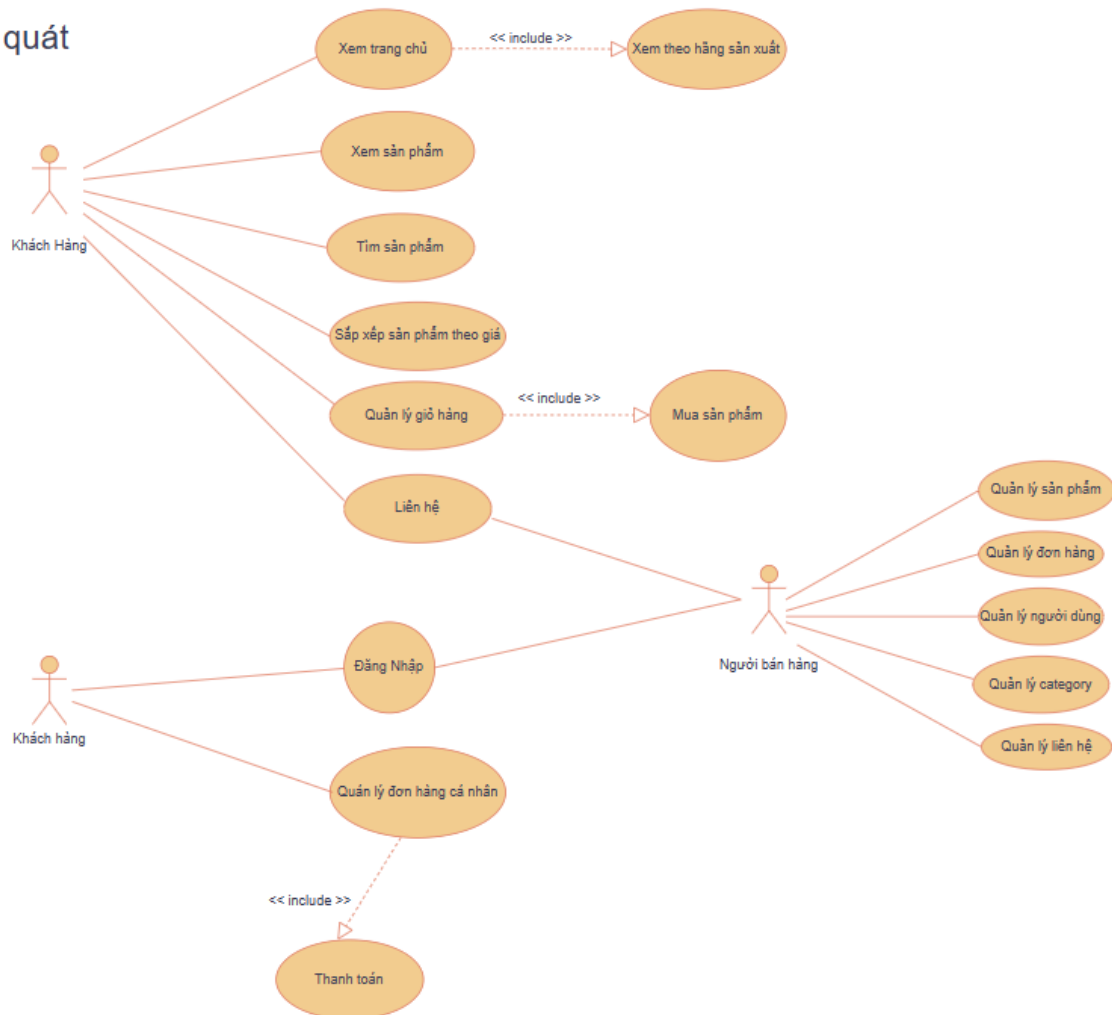 quát
Xem trang chủ
<< include >>
Xem theo hãng sản xuất
Xem sản phẩm
Khách Hàng
Tìm sản phẩm
Sắp xếp sản phẩm theo giá
Quản lý giỏ hàng
<< include >>
Mua sản phẩm
Liên hệ
Quản lý sản phẩm
Quản lý đơn hàng
Quản lý người dùng
Người bán hàng
Quản lý category
Quản lý liên hệ
Đăng Nhập
Khách hàng
Quán lý đơn hàng cá nhân
<< include >>
Thanh toán